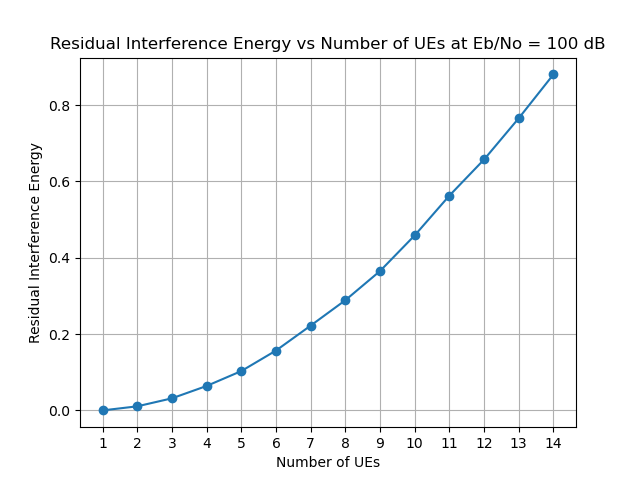 Residual Interference Energy vs Number of UEs at Eb/No = 100 dB
Residual Interference Energy
0.8
0.6
0.4
0.2
0.0
1 2 3 4 5 6 7 8 9 10 11 12 13 14
Number of UEs